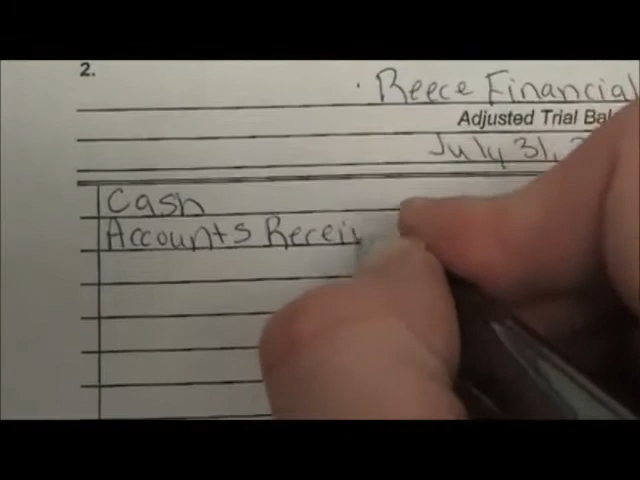 2.
Reece Financial
Adjusted Trial Bal
July 31,
Cash
Accounts Recei